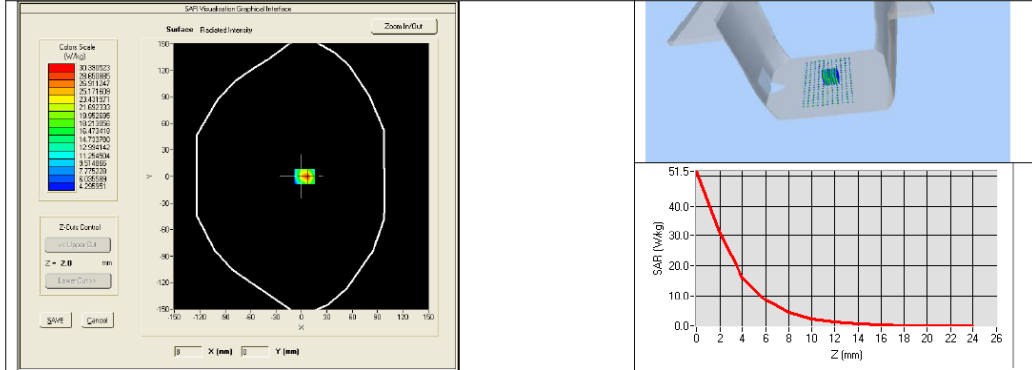 SAR Visualisation Graphical Interface
Surface Radiated Intensity
Zoom In/Out
Colors Scale
(W/kg)
30.390523
28.650885
26.911247
25.171609
23.431971
21.692333
19.952695
18.213056
16.473418
14.733780
12.994142
11.254504
9.514865
7.775228
6.035589
4.295951
150
120
90
60
30
0
-30
-60
-90
-120
-150
Y
-150 -120 -90 -60 -30 0 30 60 90 120 150
X
Z-Cuts Control
<< Upper Cut
Z = 2.0 mm
Lower Cut >>
SAVE Cancel
8 X (mm) 0 Y (mm)
51.5
40.0
30.0
20.0
10.0
0.0
SAR (W/kg)
0 2 4 6 8 10 12 14 16 18 20 22 24 26
Z (mm)